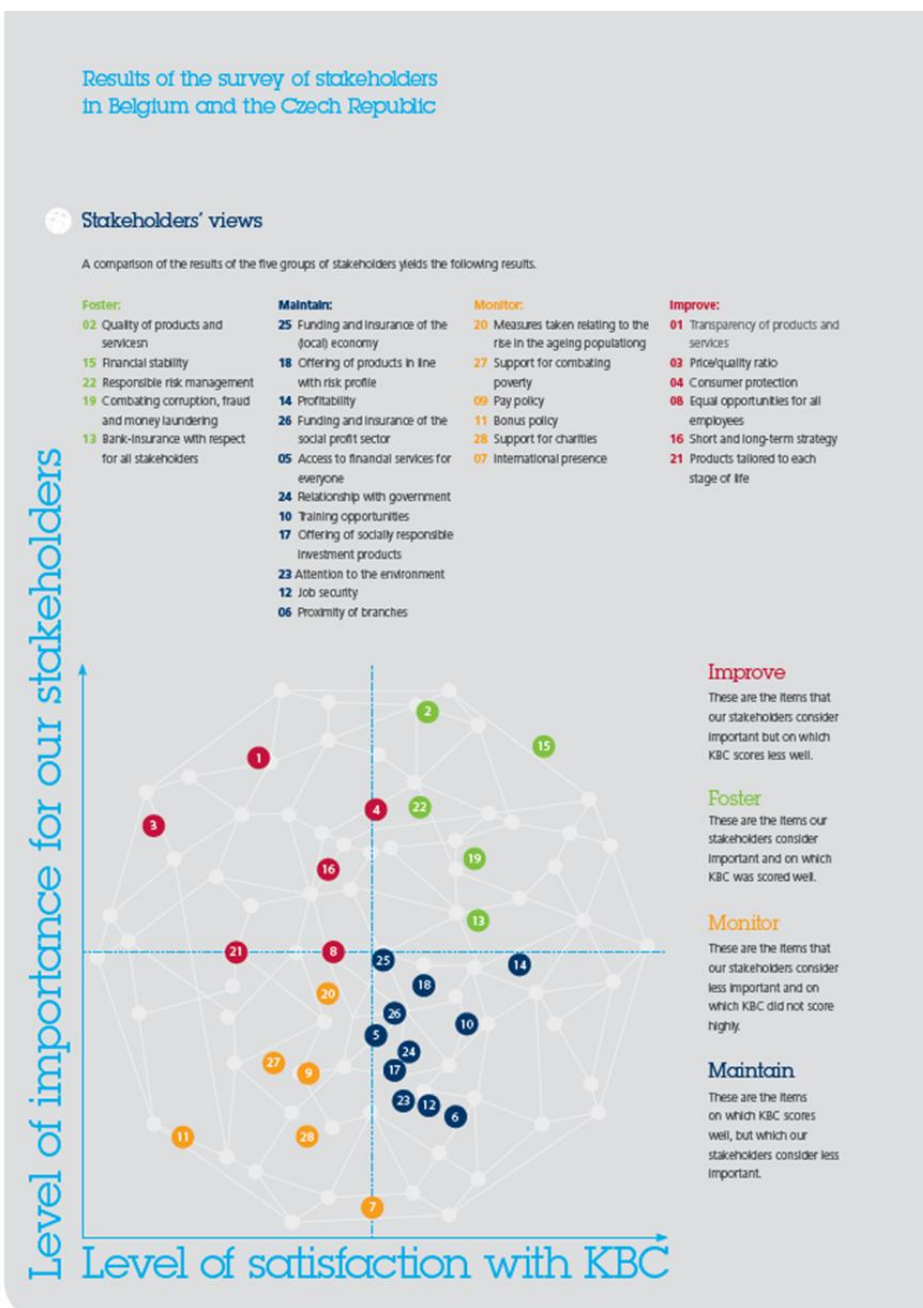 Results of the survey of stakeholders
in Belgium and the Czech Republic
Stakeholders' views
A comparison of the results of the five groups of stakeholders yields the following results.
Foster:
02 Quality of products and
servicesn
15 Financial stability
22 Responsible risk management
19 Combating corruption, fraud
and money laundering
13 Bank-insurance with respect
for all stakeholders
Maintain:
25 Funding and insurance of the
(local) economy
18 Offering of products in line
with risk profile
14 Profitability
26 Funding and insurance of the
social profit sector
05 Access to financial services for
everyone
24 Relationship with government
10 Training opportunities
17 Offering of socially responsible
investment products
23 Attention to the environment
12 Job security
06 Proximity of branches
Monitor:
20 Measures taken relating to the
rise in the ageing populationg
27 Support for combating
poverty
09 Pay policy
11 Bonus policy
28 Support for charities
07 International presence
Improve:
01 Transparency of products and
services
03 Price/quality ratio
04 Consumer protection
08 Equal opportunities for all
employees
16 Short and long-term strategy
21 Products tailored to each
stage of life
Level of importance for our stakeholders
2
15
1
4
22
3
19
16
13
21
8
25
14
18
20
26
10
5
24
27
17
9
23
12
6
11
28
7
Level of satisfaction with KBC
Improve
These are the items that
our stakeholders consider
important but on which
KBC scores less well.
Foster
These are the items our
stakeholders consider
important and on which
KBC was scored well.
Monitor
These are the items that
our stakeholders consider
less important and on
which KBC did not score
highly.
Maintain
These are the items
on which KBC scores
well, but which our
stakeholders consider less
important.